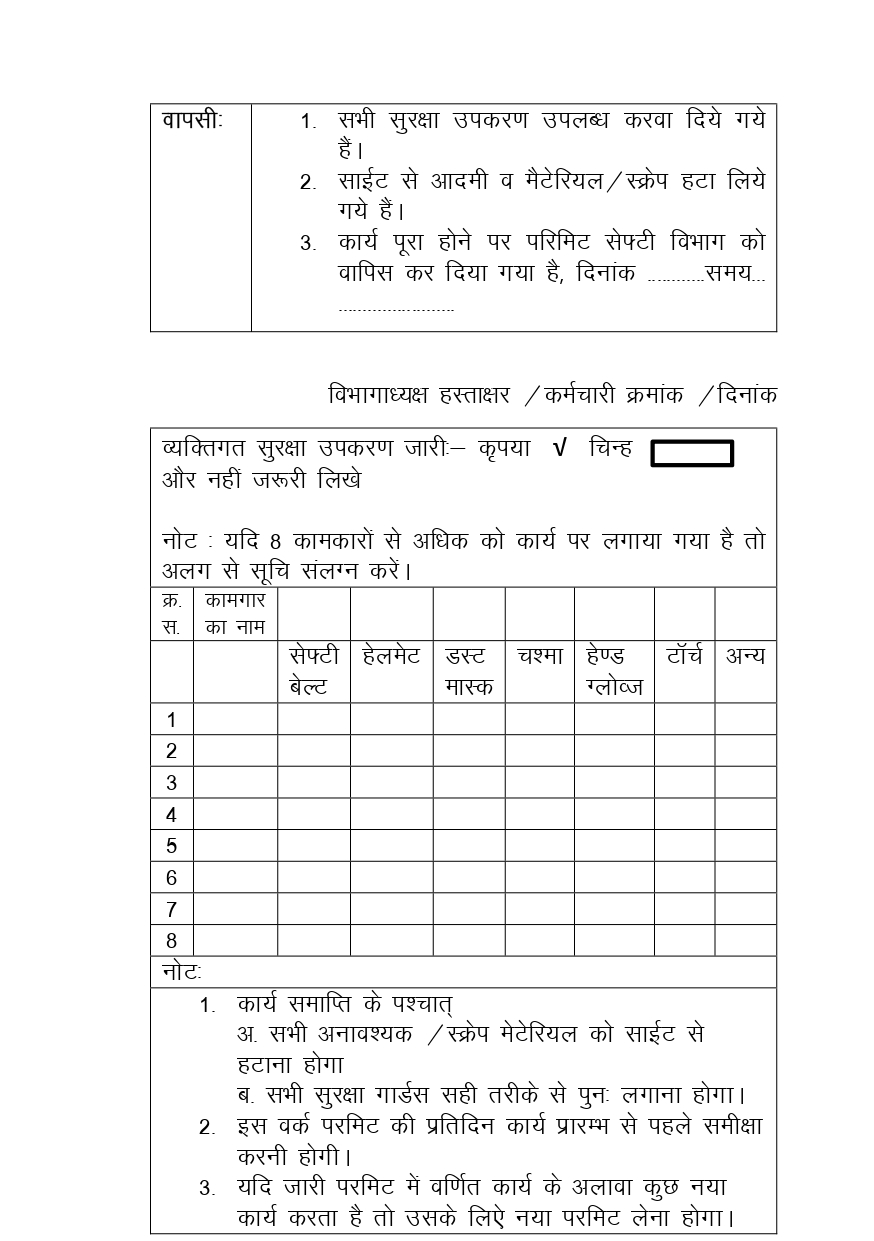 वापसीः
1. सभी सुरक्षा उपकरण उपलब्ध करवा दिये गये
हैं।
2. साईट से आदमी व मैटेरियल/स्क्रेप हटा लिये
गये हैं।
3. कार्य पूरा होने पर परिमिट सेफ्टी विभाग को
वापिस कर दिया गया है, दिनांक ............समय...
........................
विभागाध्यक्ष हस्ताक्षर /कर्मचारी क्रमांक /दिनांक
व्यक्तिगत सुरक्षा उपकरण जारीः– कृपया √ चिन्ह
और नहीं जरूरी लिखे
नोट : यदि 8 कामकारों से अधिक को कार्य पर लगाया गया है तो
अलग से सूचि संलग्न करें।
क्र. कामगार
स. का नाम
सेफ्टी हेलमेट डस्ट चश्मा हेण्ड टॉर्च अन्य
बेल्ट मास्क ग्लोव्ज
1
2
3
4
5
6
7
8
नोटः
1. कार्य समाप्ति के पश्चात्
अ. सभी अनावश्यक /स्क्रेप मेटेरियल को साईट से
हटाना होगा
ब. सभी सुरक्षा गार्डस सही तरीके से पुनः लगाना होगा।
2. इस वर्क परमिट की प्रतिदिन कार्य प्रारम्भ से पहले समीक्षा
करनी होगी।
3. यदि जारी परमिट में वर्णित कार्य के अलावा कुछ नया
कार्य करता है तो उसके लिऐ नया परमिट लेना होगा।